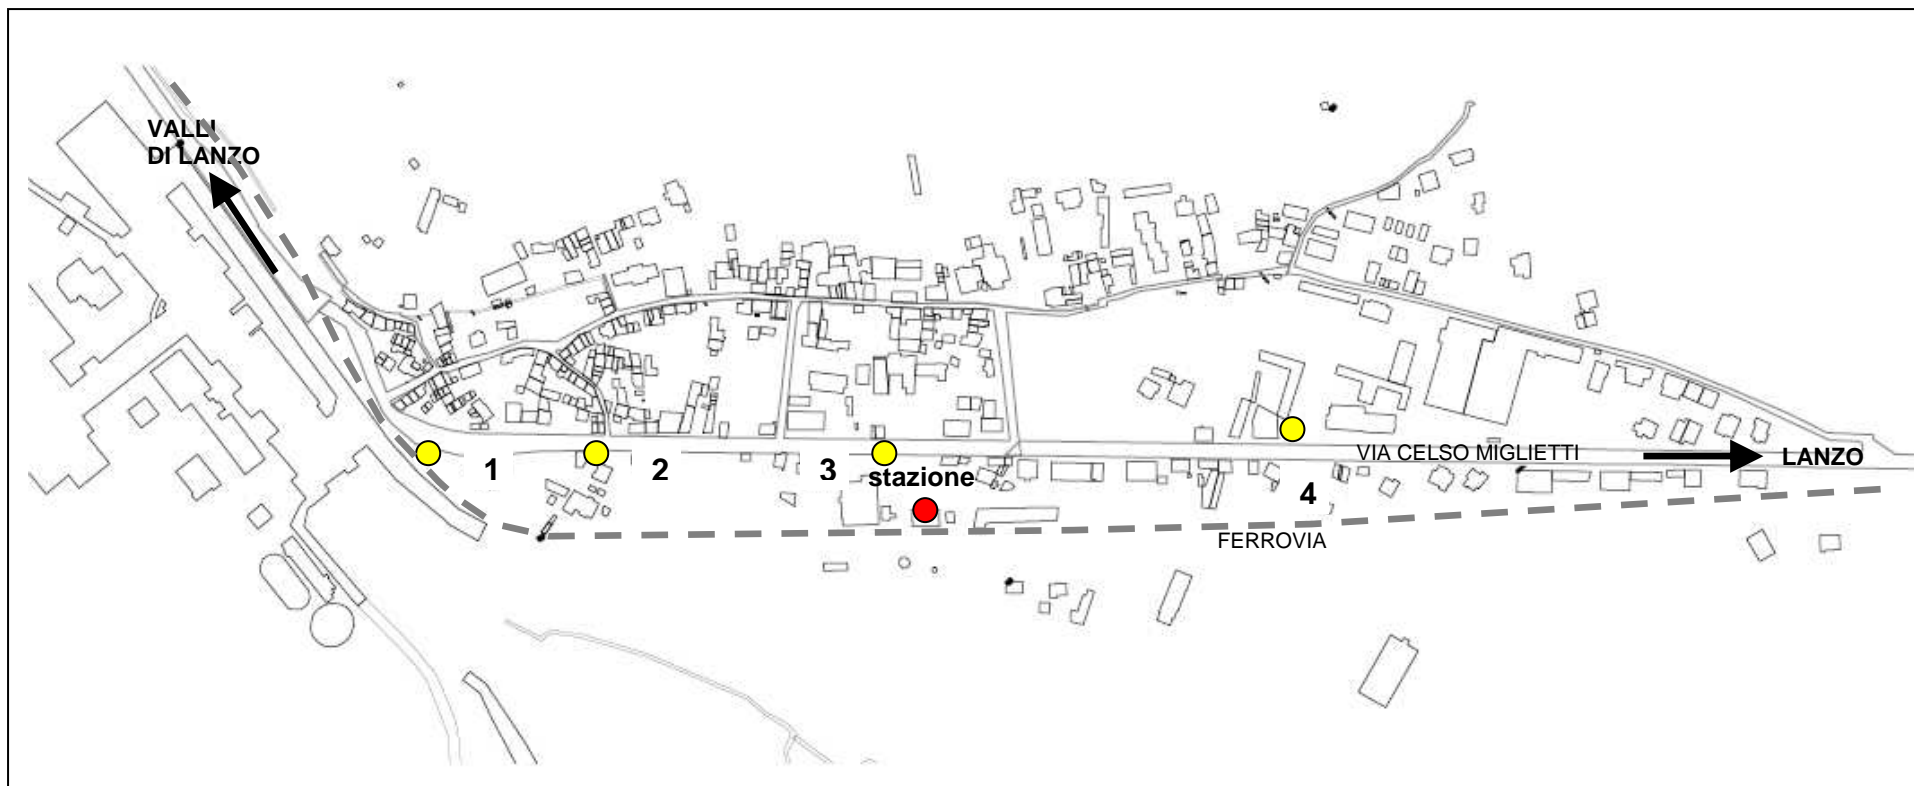 VALLI
DI LANZO
1
2
3
stazione
VIA CELSO MIGLIETTI
LANZO
4
FERROVIA